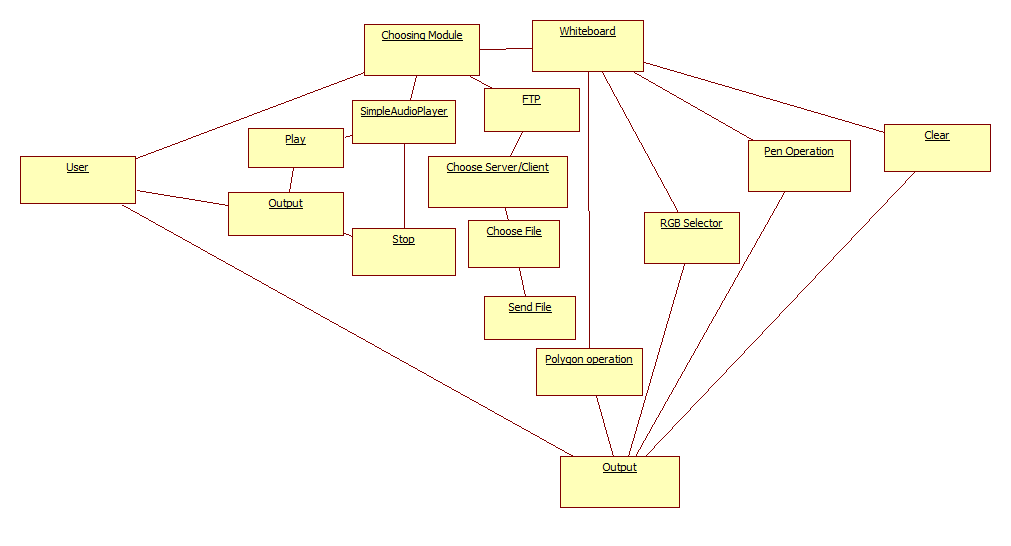 Choosing Module
Whiteboard
SimpleAudioPlayer
FTP
Play
Clear
User
Choose Server/Client
Pen Operation
Output
Stop
Choose File
RGB Selector
Send File
Polygon operation
Output